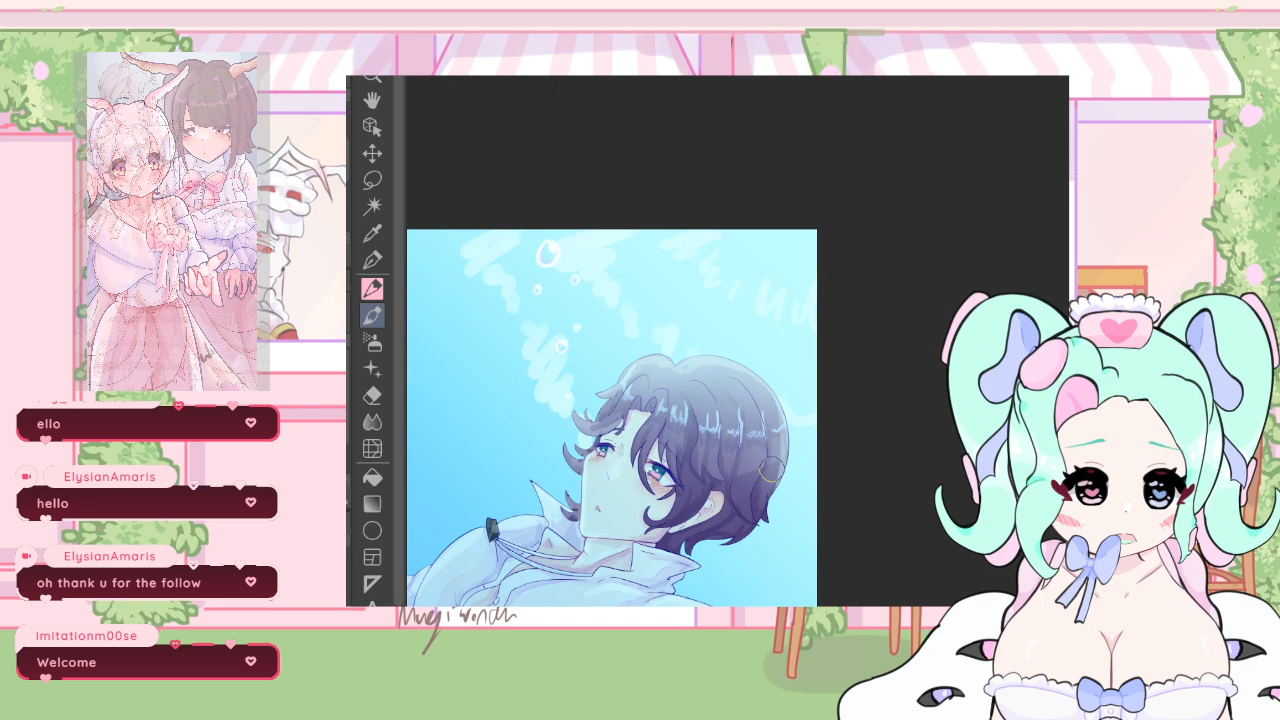 ello
ElysianAmaris
hello
ElysianAmaris
oh thank u for the follow
imitationm00se
Welcome